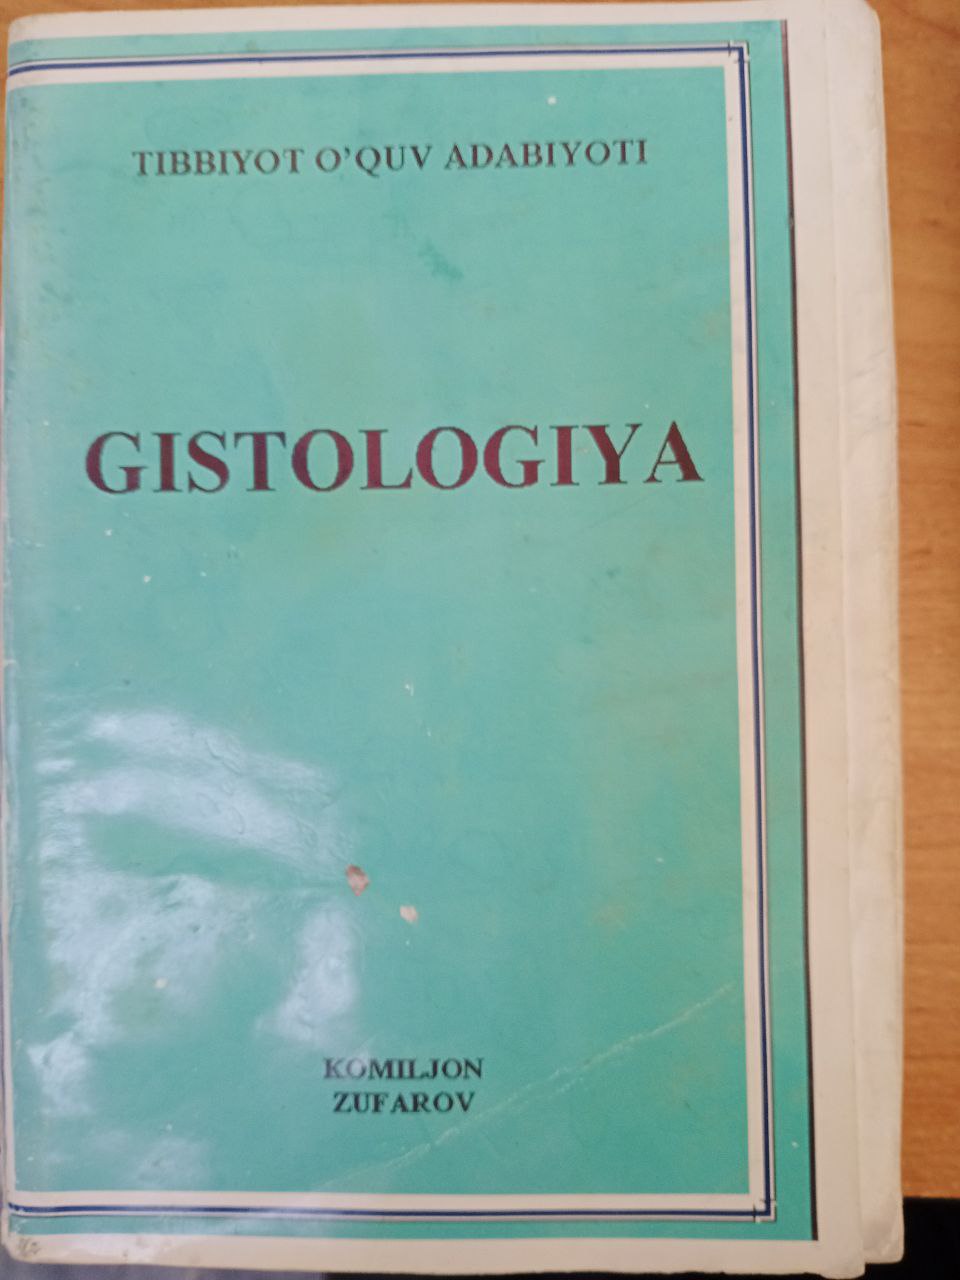 TIBBIYOT O'QUV ADABIYOTI
GISTOLOGIYA
KOMILJON
ZUFAROV